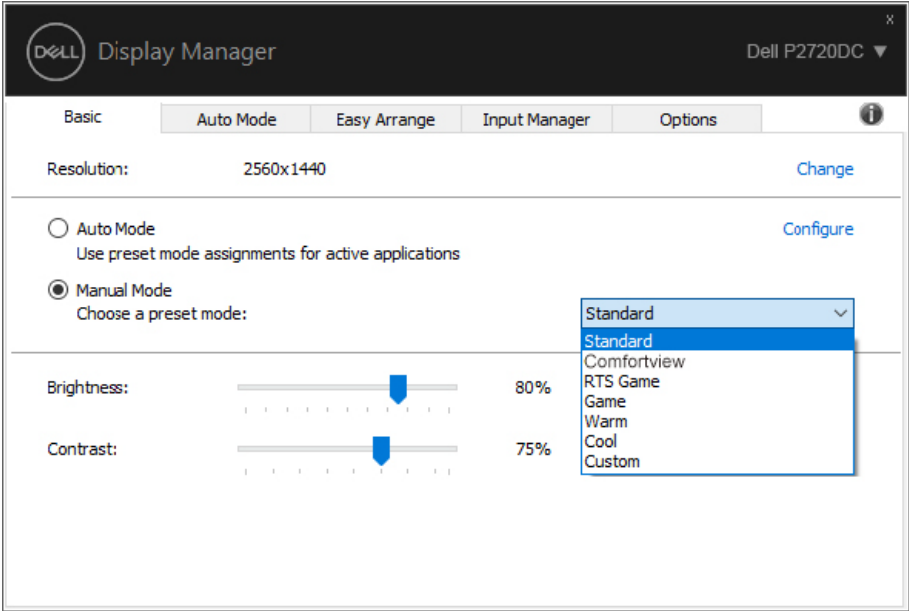 x
DELL Display Manager
Dell P2720DC ▼
Basic Auto Mode Easy Arrange Input Manager Options
Resolution: 2560x1440 Change
Auto Mode Configure
Use preset mode assignments for active applications
Manual Mode
Choose a preset mode: Standard
Standard
Comfortview
RTS Game
Brightness: 80%
Game
Warm
Cool
Contrast: 75%
Custom